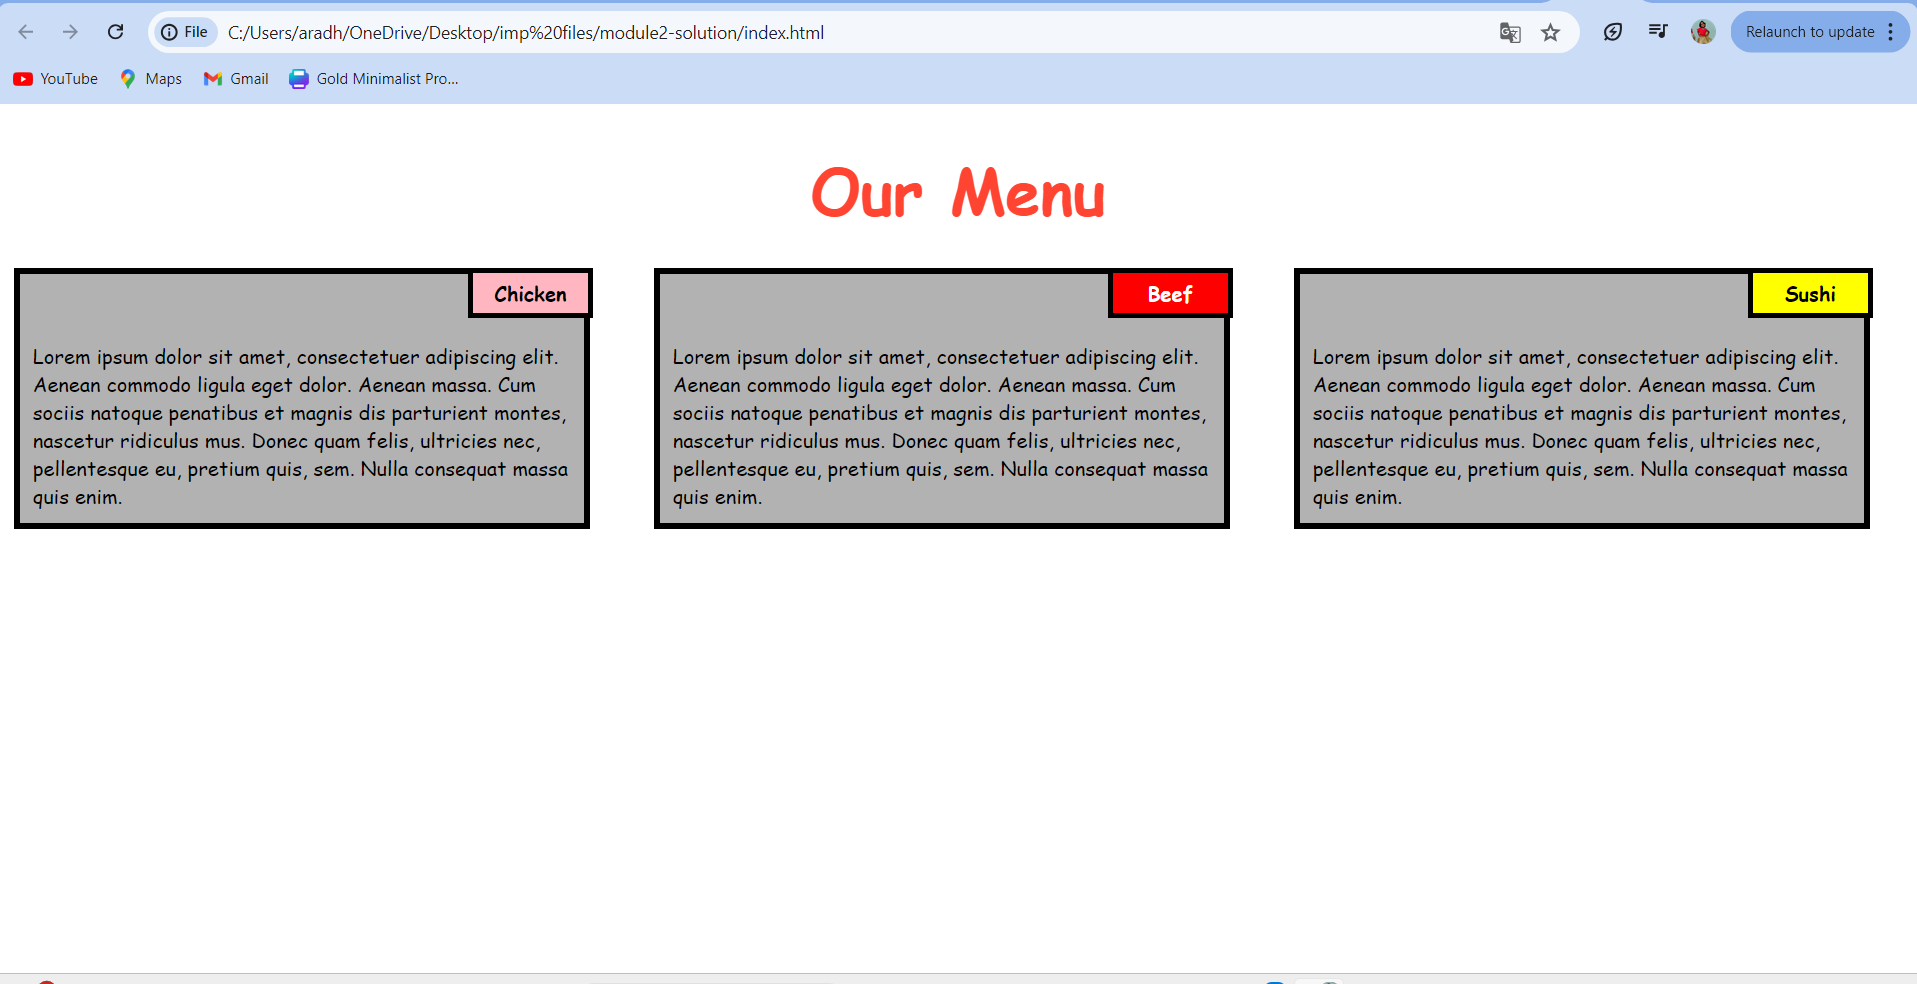 File C:/Users/aradh/OneDrive/Desktop/imp%20files/module2-solution/index.html Relaunch to update
YouTube Maps Gmail Gold Minimalist Pro...
Our Menu
Chicken
Lorem ipsum dolor sit amet, consectetuer adipiscing elit.
Aenean commodo ligula eget dolor. Aenean massa. Cum
sociis natoque penatibus et magnis dis parturient montes,
nascetur ridiculus mus. Donec quam felis, ultricies nec,
pellentesque eu, pretium quis, sem. Nulla consequat massa
quis enim.
Beef
Lorem ipsum dolor sit amet, consectetuer adipiscing elit.
Aenean commodo ligula eget dolor. Aenean massa. Cum
sociis natoque penatibus et magnis dis parturient montes,
nascetur ridiculus mus. Donec quam felis, ultricies nec,
pellentesque eu, pretium quis, sem. Nulla consequat massa
quis enim.
Sushi
Lorem ipsum dolor sit amet, consectetuer adipiscing elit.
Aenean commodo ligula eget dolor. Aenean massa. Cum
sociis natoque penatibus et magnis dis parturient montes,
nascetur ridiculus mus. Donec quam felis, ultricies nec,
pellentesque eu, pretium quis, sem. Nulla consequat massa
quis enim.